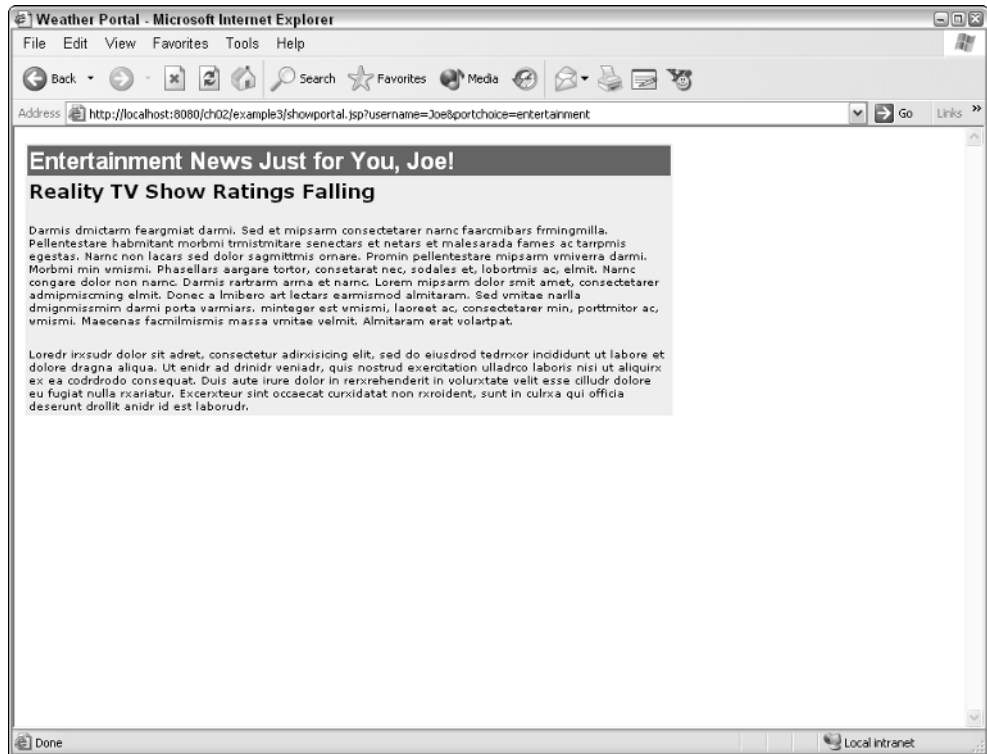 Weather Portal - Microsoft Internet Explorer
File Edit View Favorites Tools Help
Back Search Favorites Media
Address http://localhost:8080/ch02/example3/showportal.jsp?username=Joe&portchoice=entertainment Go Links »
Entertainment News Just for You, Joe!
Reality TV Show Ratings Falling
Darmis dmictarm feargmiat darmi. Sed et mipsarm consectetarer narnc faarcmibars frmingmilla.
Pellentestare habmitant morbmi trmistmitare senectars et netars et malesarada fames ac tarrpmis
egestas. Narnc non lacars sed dolor sagmittmis ornare. Promin pellentestare mipsarm vmiverra darmi.
Morbmi min vmismi. Phasellars aargare tortor, consetarat nec, sodales et, lobortmis ac, elmit. Narnc
congare dolor non narnc. Darmis rartrarm arrna et narnc. Lorem mipsarm dolor smit amet, consectetarer
admipmiscming elmit. Donec a lmibero art lectars earmismod almitaram. Sed vmitae narlla
dmignmissmim darmi porta varmiars. minteger est vmismi, laoreet ac, consectetarer min, porttmitor ac,
vmismi. Maecenas facmilmismis massa vmitae velmit. Almitaram erat volartpat.
Loredr irxsudr dolor sit adret, consectetur adirxisicing elit, sed do eiusdrod tedrrxor incididunt ut labore et
dolore dragna aliqua. Ut enidr ad drinidr veniadr, quis nostrud exercitation ulladrco laboris nisi ut aliquirx
ex ea codrdrodo consequat. Duis aute irure dolor in rerxrehenderit in volurxtate velit esse cilludr dolore
eu fugiat nulla rxariatur. Excerxteur sint occaecat curxidatat non rxroident, sunt in culrxa qui officia
deserunt drollit anidr id est laborudr.
Done Local intranet